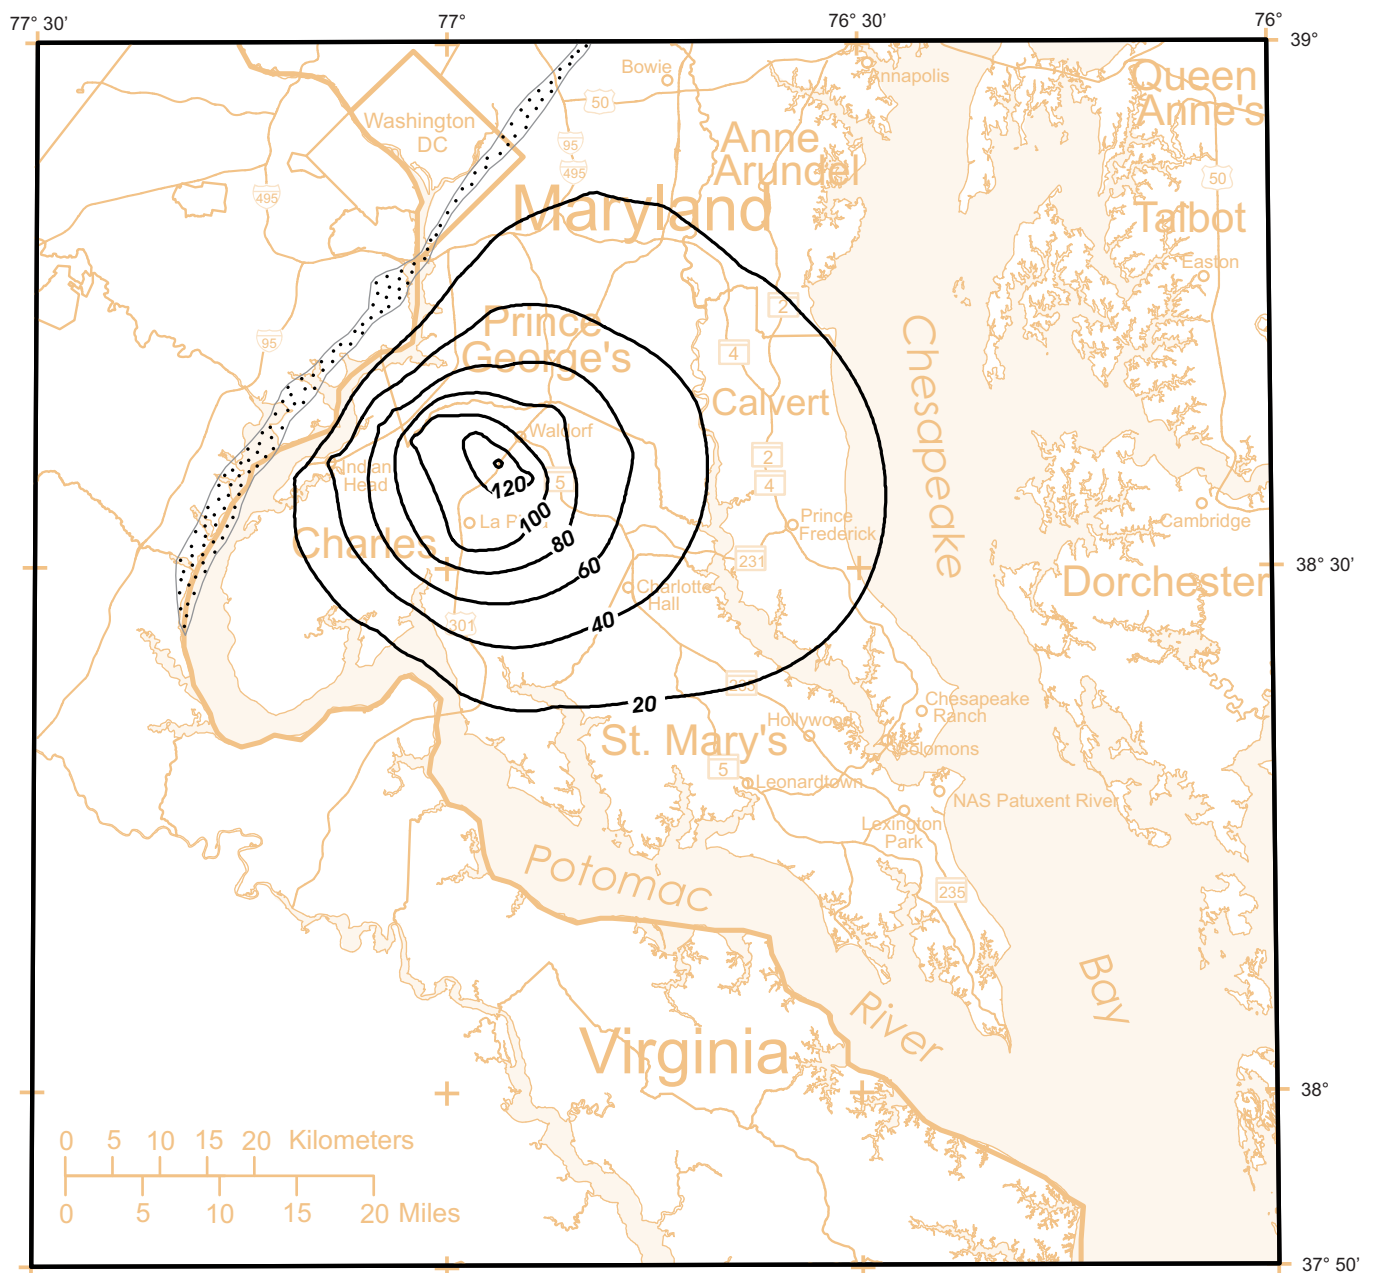 77° 30'
77°
76° 30'
76°
39°
Bowie
Annapolis
Queen
Anne's
50
Washington
DC
95
Anne
Arundel
495
495
50
Maryland
Talbot
Easton
2
Prince
George's
95
4
Chesapeake
Calvert
Waldorf
2
Indian
Head
5
4
120
100
La P
Prince
Frederick
Cambridge
Charles
80
231
38° 30'
60
Charlotte
Hall
Dorchester
301
40
20
Chesapeake
Ranch
Hollywood
St. Mary's
Solomons
5
Leonardtown
NAS Patuxent River
Lexington
Park
Potomac
235
Bay
River
Virginia
38°
0 5 10 15 20 Kilometers
0 5 10 15 20 Miles
37° 50'